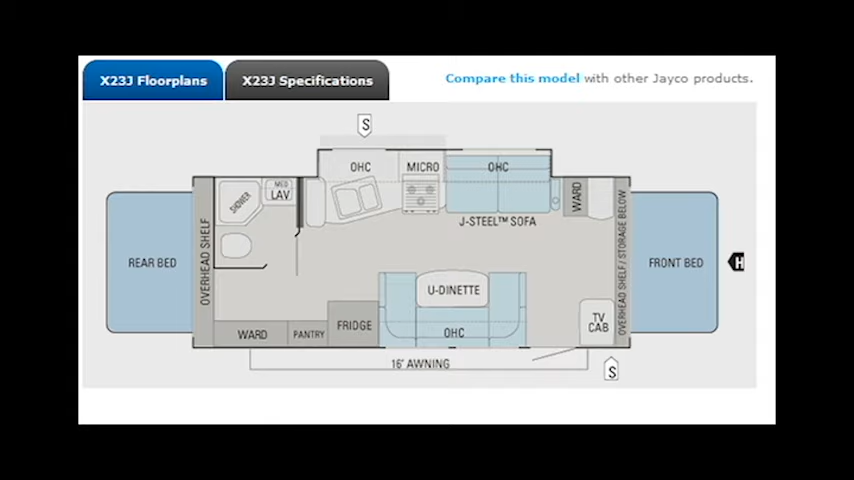 X23J Floorplans
X23J Specifications
Compare this model with other Jayco products.
S
OHC
MICRO
OHC
SHOWER
MED
LAV
WARD
J-STEEL™ SOFA
REAR BED
OVERHEAD SHELF
U-DINETTE
OVERHEAD SHELF / STORAGE BELOW
FRONT BED
H
WARD
PANTRY
FRIDGE
OHC
TV
CAB
16' AWNING
S